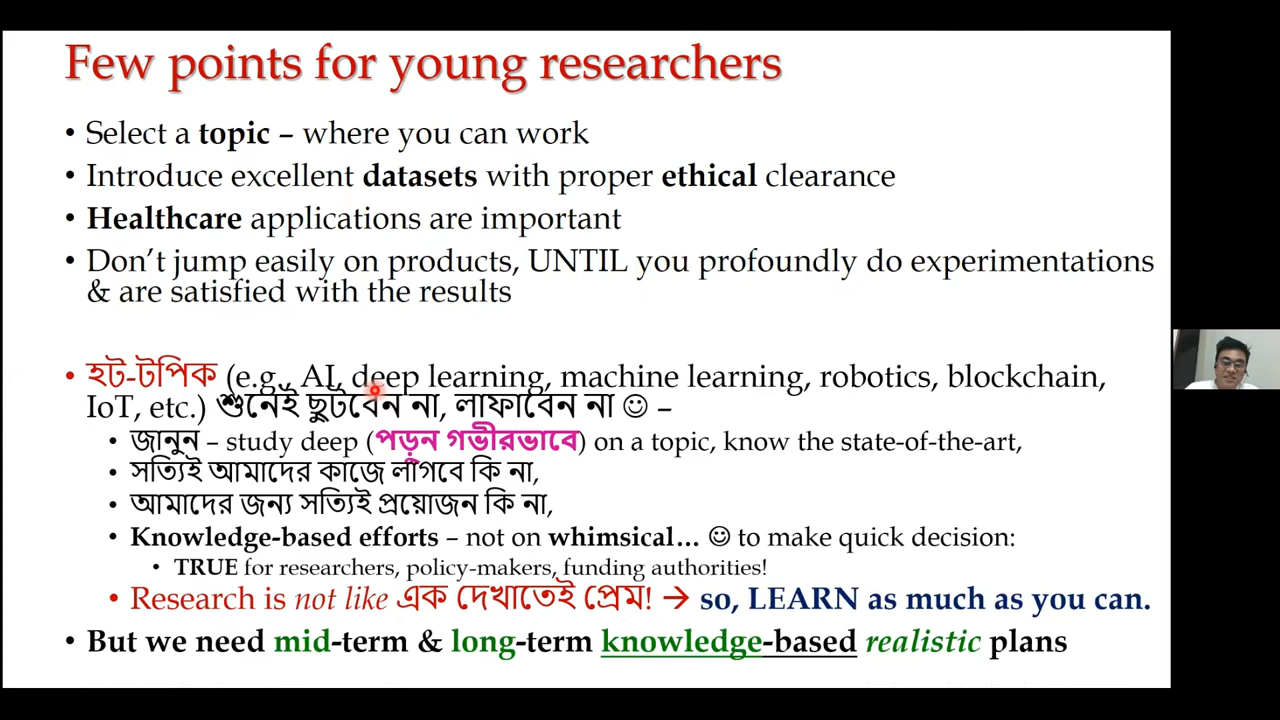 Few points for young researchers
• Select a topic – where you can work
• Introduce excellent datasets with proper ethical clearance
• Healthcare applications are important
• Don't jump easily on products, UNTIL you profoundly do experimentations
& are satisfied with the results
• হট-টপিক (e.g., AI, deep learning, machine learning, robotics, blockchain,
IoT, etc.) শুনেই ছুটবেন না, লাফাবেন না ☺ –
• জানুন – study deep (পড়ুন গভীরভাবে) on a topic, know the state-of-the-art,
• সত্যিই আমাদের কাজে লাগবে কি না,
• আমাদের জন্য সত্যিই প্রয়োজন কি না,
• Knowledge-based efforts – not on whimsical… ☺ to make quick decision:
• TRUE for researchers, policy-makers, funding authorities!
• Research is not like এক দেখাতেই প্রেম! → so, LEARN as much as you can.
• But we need mid-term & long-term knowledge-based realistic plans